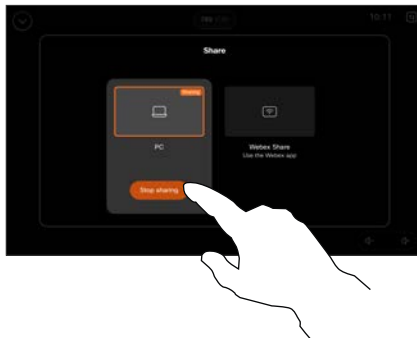 10:11
Share
Sharing
PC
Webex Share
Use the Webex app
Stop sharing